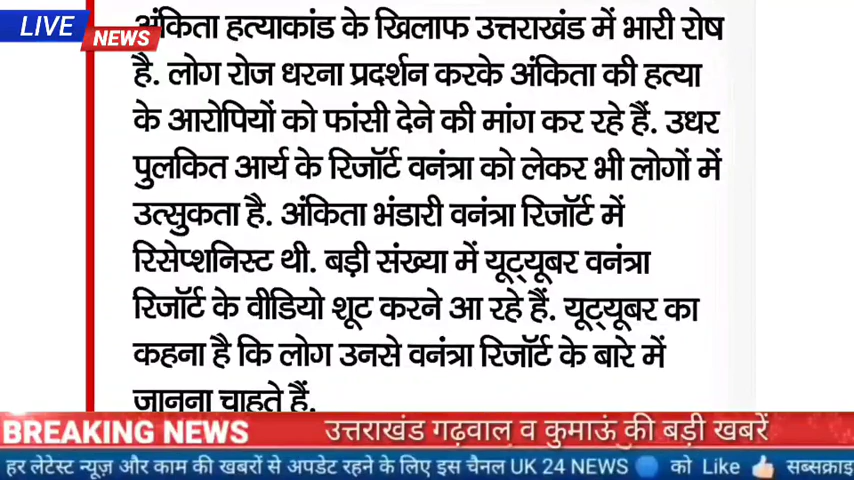 LIVE
NEWS
अंकिता हत्याकांड के खिलाफ उत्तराखंड में भारी रोष
है. लोग रोज धरना प्रदर्शन करके अंकिता की हत्या
के आरोपियों को फांसी देने की मांग कर रहे हैं. उधर
पुलकित आर्य के रिजॉर्ट वनंत्रा को लेकर भी लोगों में
उत्सुकता है. अंकिता भंडारी वनंत्रा रिजॉर्ट में
रिसेप्शनिस्ट थी. बड़ी संख्या में यूट्यूबर वनंत्रा
रिजॉर्ट के वीडियो शूट करने आ रहे हैं. यूट्यूबर का
कहना है कि लोग उनसे वनंत्रा रिजॉर्ट के बारे में
जानना चाहते हैं.
BREAKING NEWS उत्तराखंड गढ़वाल व कुमाऊं की बड़ी खबरें
हर लेटेस्ट न्यूज़ और काम की खबरों से अपडेट रहने के लिए इस चैनल UK 24 NEWS 🔵 को Like 👍🏻 सब्सक्राइ